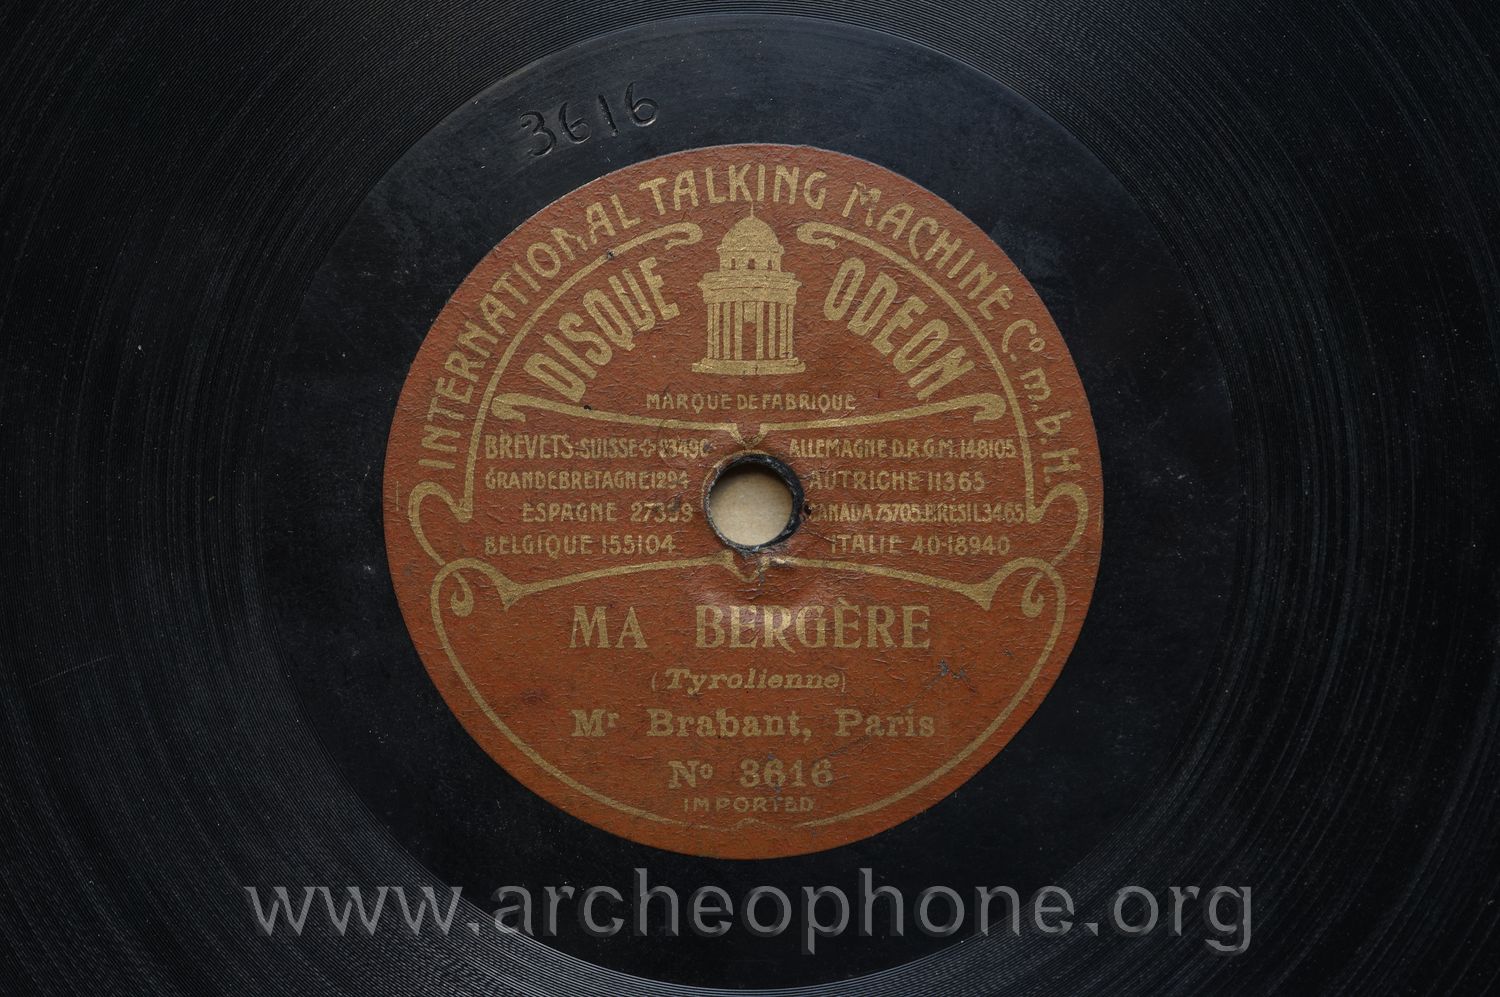 3616
INTERNATIONAL TALKING MACHINE Co. m. b. H.
DISQUE ODEON
MARQUE DE FABRIQUE
BREVETS: SUISSE ALLEMAGNE D.R.G.M. 148105
GRANDE BRETAGNE 1294 AUTRICHE 11365
ESPAGNE CANADA 75705. BRESIL 3465
BELGIQUE 155104 ITALIE 40-18940
MA BERGÈRE
(Tyrolienne)
Mr Brabant, Paris
No 3616
IMPORTED
www.archeophone.org